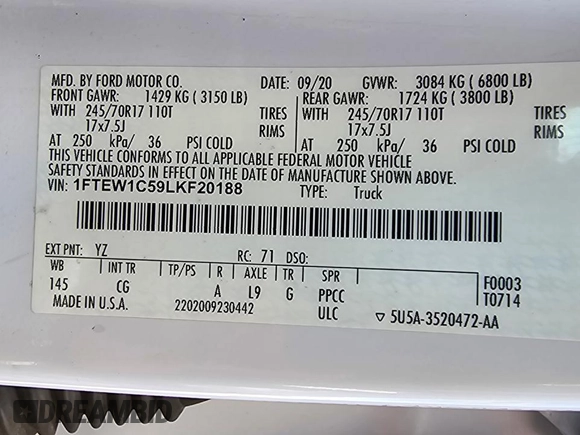 MFD. BY FORD MOTOR CO.
DATE: 09/20 GVWR: 3084 KG ( 6800 LB)
FRONT GAWR: 1429 KG ( 3150 LB) REAR GAWR: 1724 KG ( 3800 LB)
WITH 245/70R17 110T TIRES WITH 245/70R17 110T TIRES
17x7.5J RIMS 17x7.5J RIMS
AT 250 kPa/ 36 PSI COLD AT 250 kPa/ 36 PSI COLD
THIS VEHICLE CONFORMS TO ALL APPLICABLE FEDERAL MOTOR VEHICLE
SAFETY STANDARDS IN EFFECT ON THE DATE OF MANUFACTURE SHOWN ABOVE.
VIN: 1FTEW1C59LKF20188 TYPE: Truck
EXT PNT: YZ RC: 71 DSO:
WB INT TR TP/PS R AXLE TR SPR
145 CG A L9 G PPCC
ULC
F0003
T0714
MADE IN U.S.A. 2202009230442 ▽ 5U5A-3520472-AA
DREAMBID